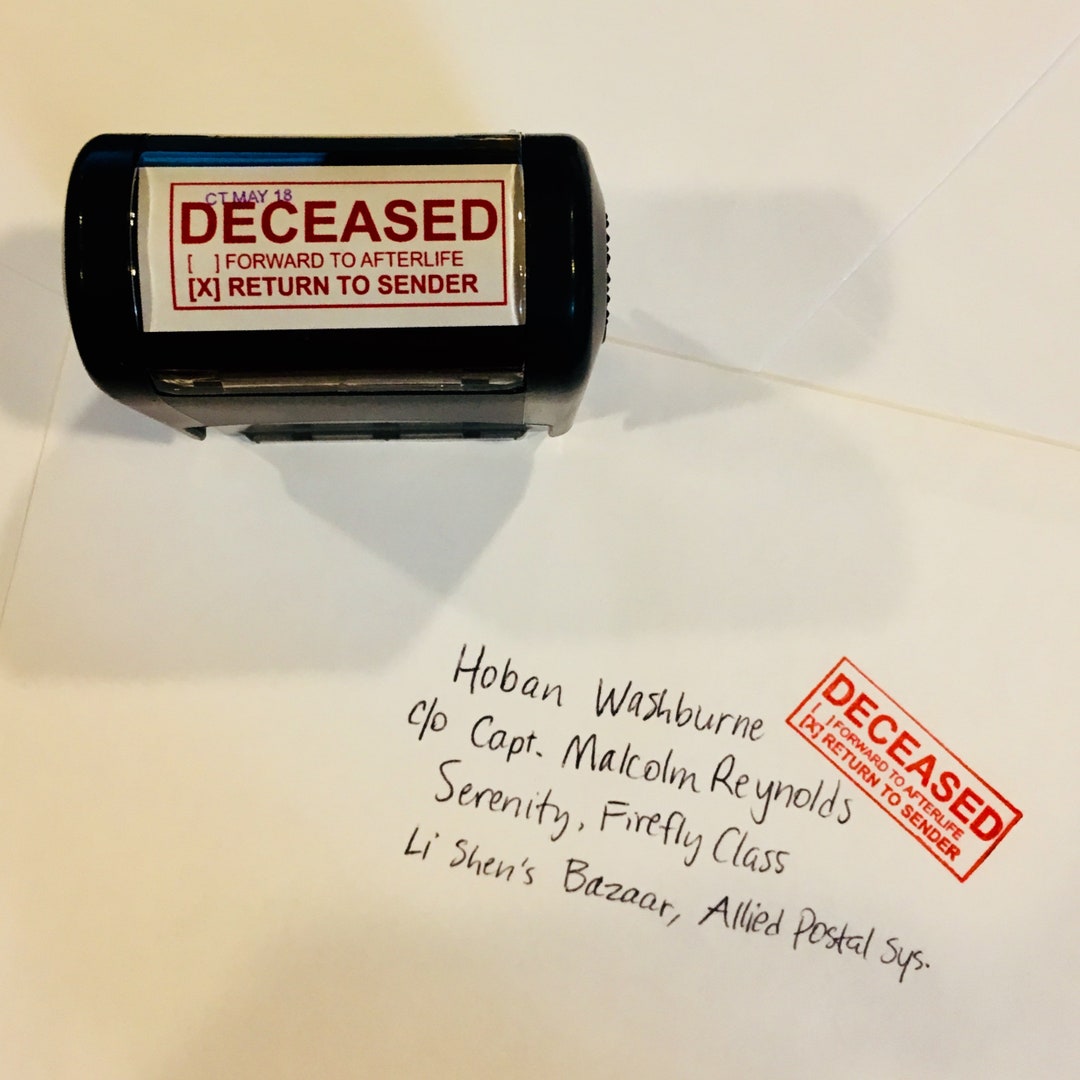 CT MAY 18
DECEASED
[ ] FORWARD TO AFTERLIFE
[X] RETURN TO SENDER
Hoban Washburne
c/o Capt. Malcolm Reynolds
Serenity, Firefly Class
Li Shen's Bazaar, Allied Postal Sys.
DECEASED
[ ] FORWARD TO AFTERLIFE
[X] RETURN TO SENDER